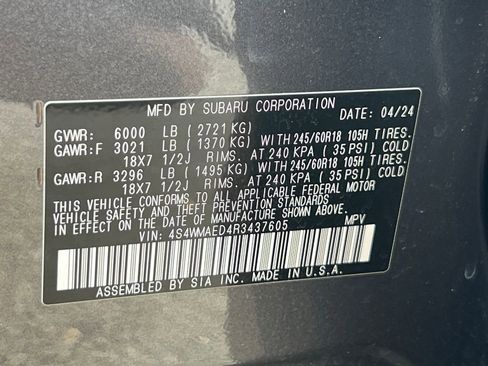 MFD BY SUBARU CORPORATION 04/24
GVWR: 6000 LB (2721 KG)
GAWR:F 3021 LB (1370 KG) WITH 245/60R18 105H TIRES.
18X7 1/2J RIMS. AT 240 KPA (35 PSI) COLD
GAWR:R 3296 LB (1495 KG) WITH 245/60R18 105H TIRES.
18X7 1/2J RIMS. AT 240 KPA (35 PSI) COLD
THIS VEHICLE CONFORMS TO ALL APPLICABLE FEDERAL MOTOR
VEHICLE SAFETY AND THEFT PREVENTION STANDARDS IN EFFECT
ON THE DATE OF MANUFACTURE SHOWN ABOVE.
VIN: 4S4WMAED4R3437605 MPV
ASSEMBLED BY SIA INC. MADE IN U.S.A.